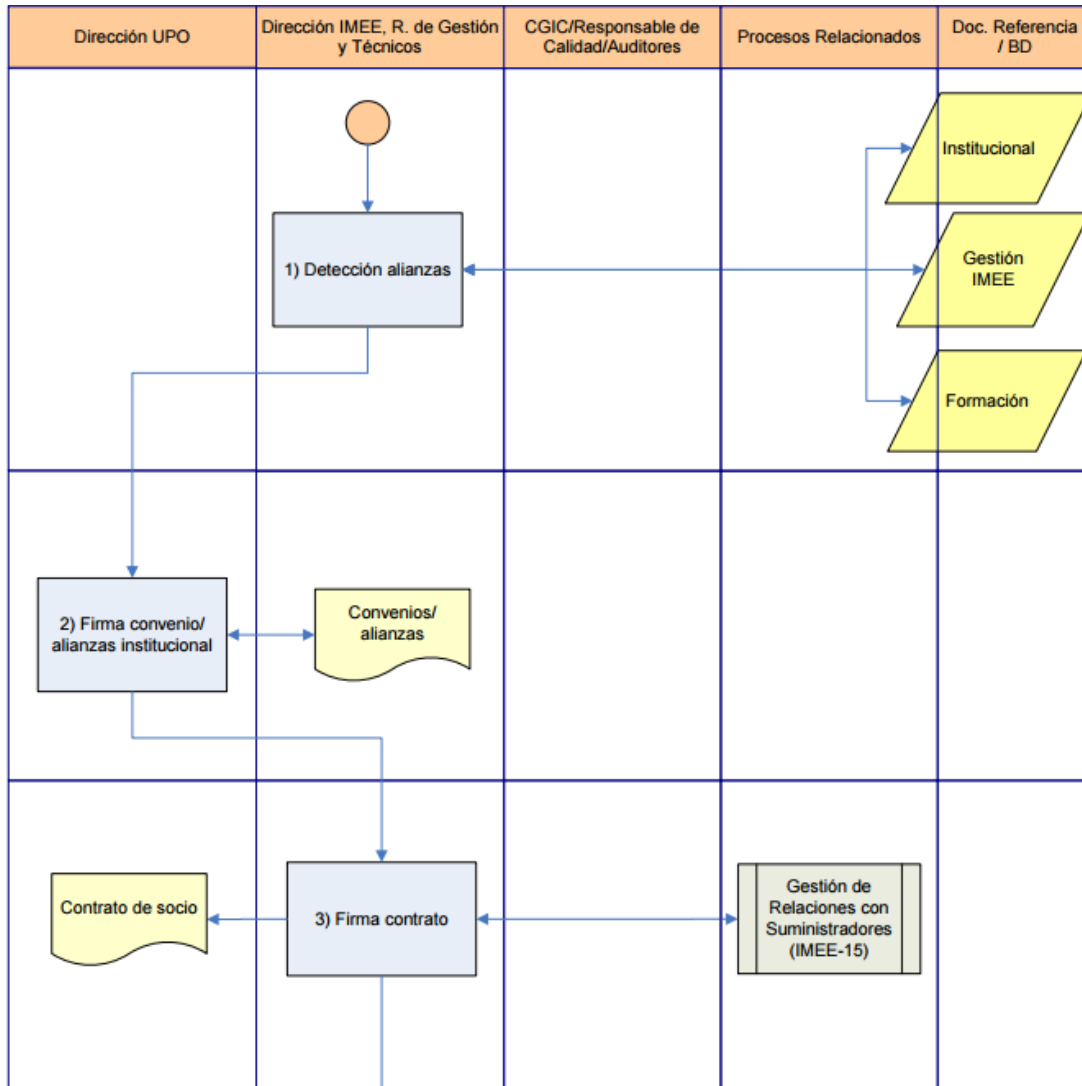 Dirección UPO
Dirección IMEE, R. de Gestión
y Técnicos
CGIC/Responsable de
Calidad/Auditores
Procesos Relacionados
Doc. Referencia
/ BD
Institucional
1) Detección alianzas
Gestión
IMEE
Formación
2) Firma convenio/
alianzas institucional
Convenios/
alianzas
Contrato de socio
3) Firma contrato
Gestión de
Relaciones con
Suministradores
(IMEE-15)